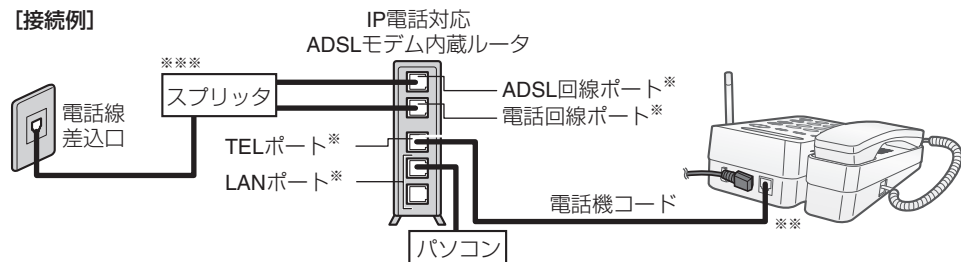 ［接続例］
IP電話対応
ADSLモデム内蔵ルータ
※※※
スプリッタ
電話線
差込口
ADSL回線ポート※
電話回線ポート※
TELポート※
LANポート※
電話機コード
※※
パソコン